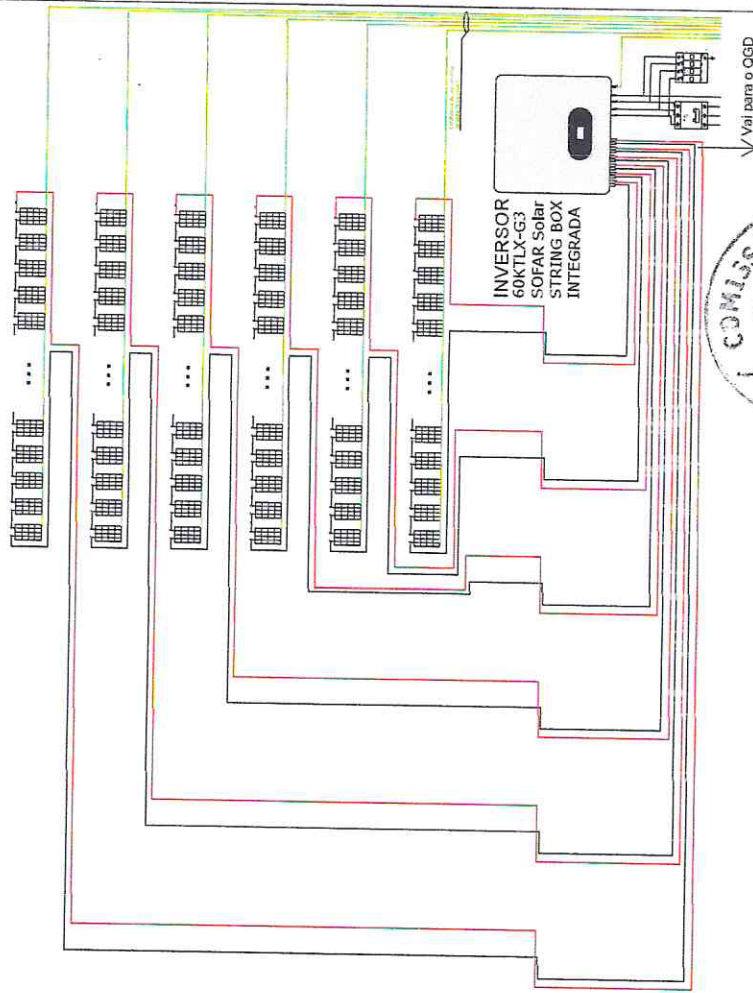 INVERSOR
60KTLX-G3
SOFAR Solar
STRING BOX
INTEGRADA
Vai para o QGD